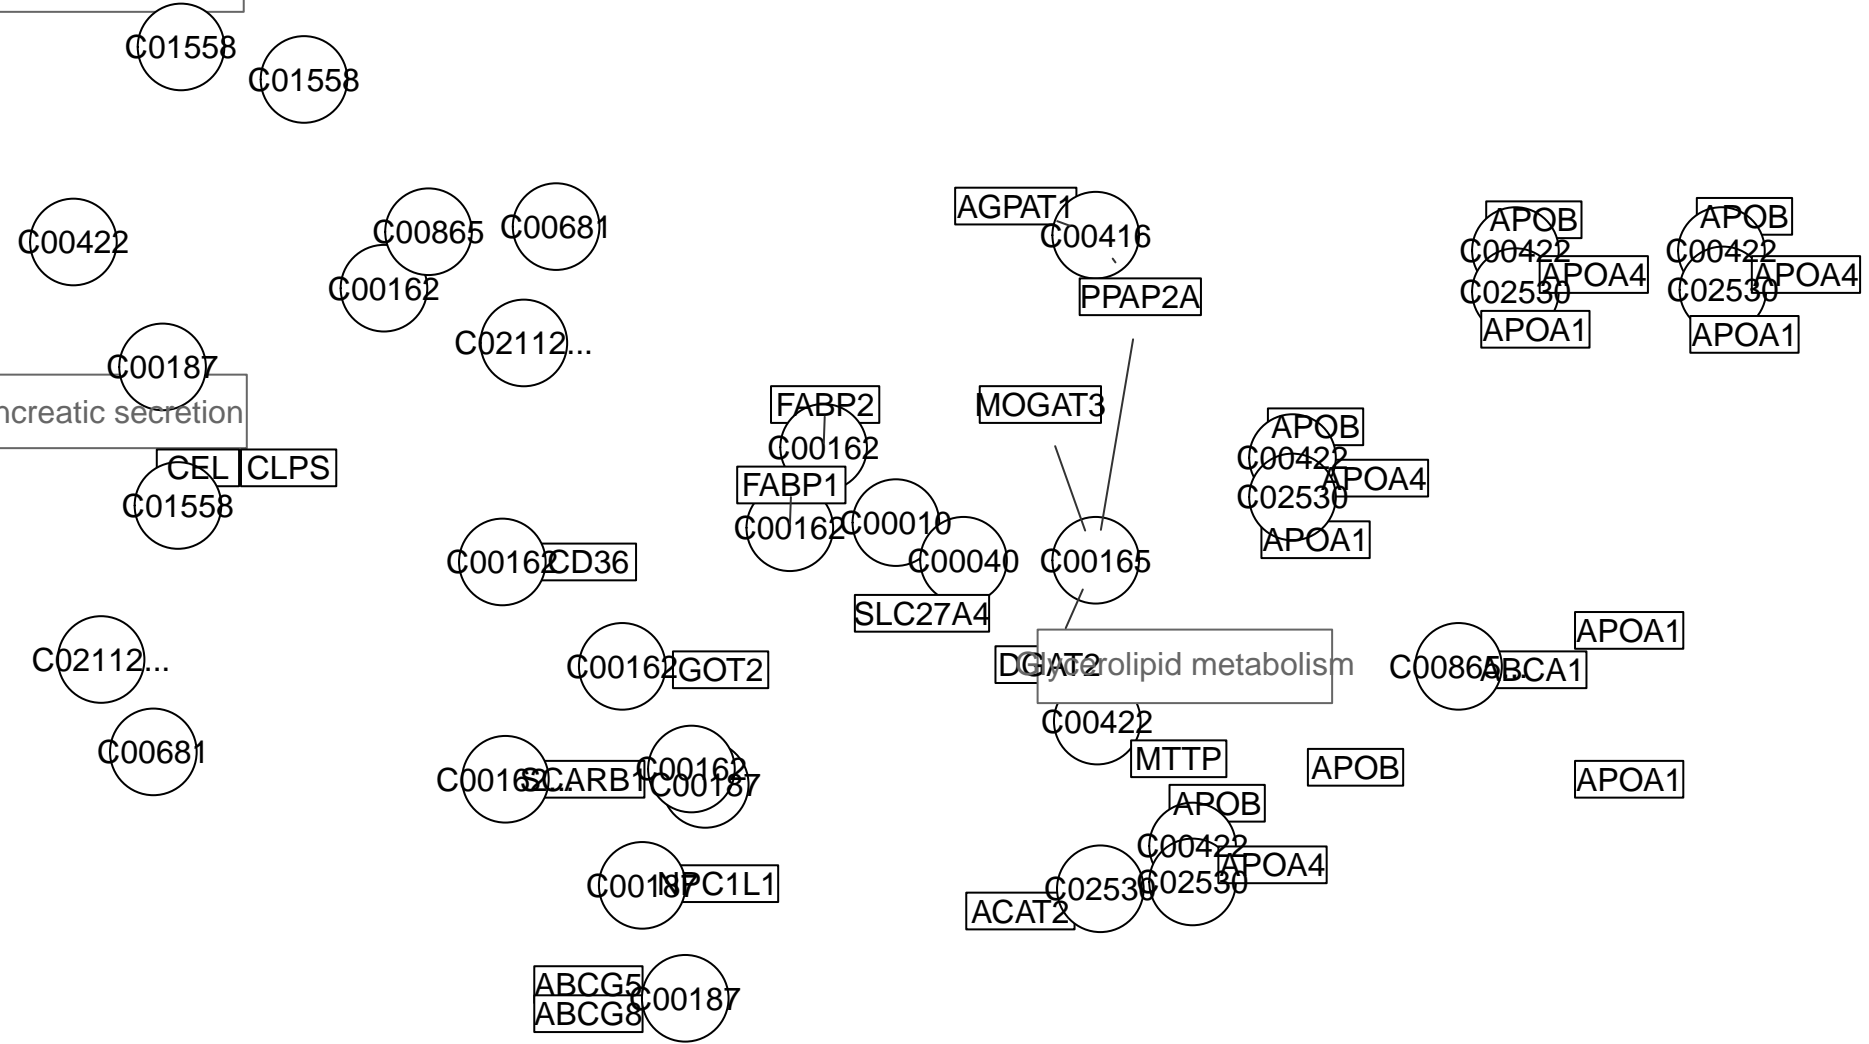 C01558
C01558
C00422
C00865
C00681
C00162
C02112...
AGPAT1
C00416
PPAP2A
APOB
C00422
APOA4
C02530
APOA1
APOB
C00422
APOA4
C02530
APOA1
C00187
ncreatic secretion
CEL
CLPS
C01558
FABP2
C00162
FABP1
C00162
C00010
C00040
SLC27A4
MOGAT3
C00165
APOB
C00422
APOA4
C02530
APOA1
C00162
CD36
C02112...
C00681
C00162
GOT2
DGAT2
Glycerolipid metabolism
C00422
MTTP
APOB
C00865...
ABCA1
APOA1
APOA1
C00162...
SCARB1
C00162
C00187
APOB
C00422
APOA4
C02530
C02530
ACAT2
C00187
NPC1L1
ABCG5
ABCG8
C00187